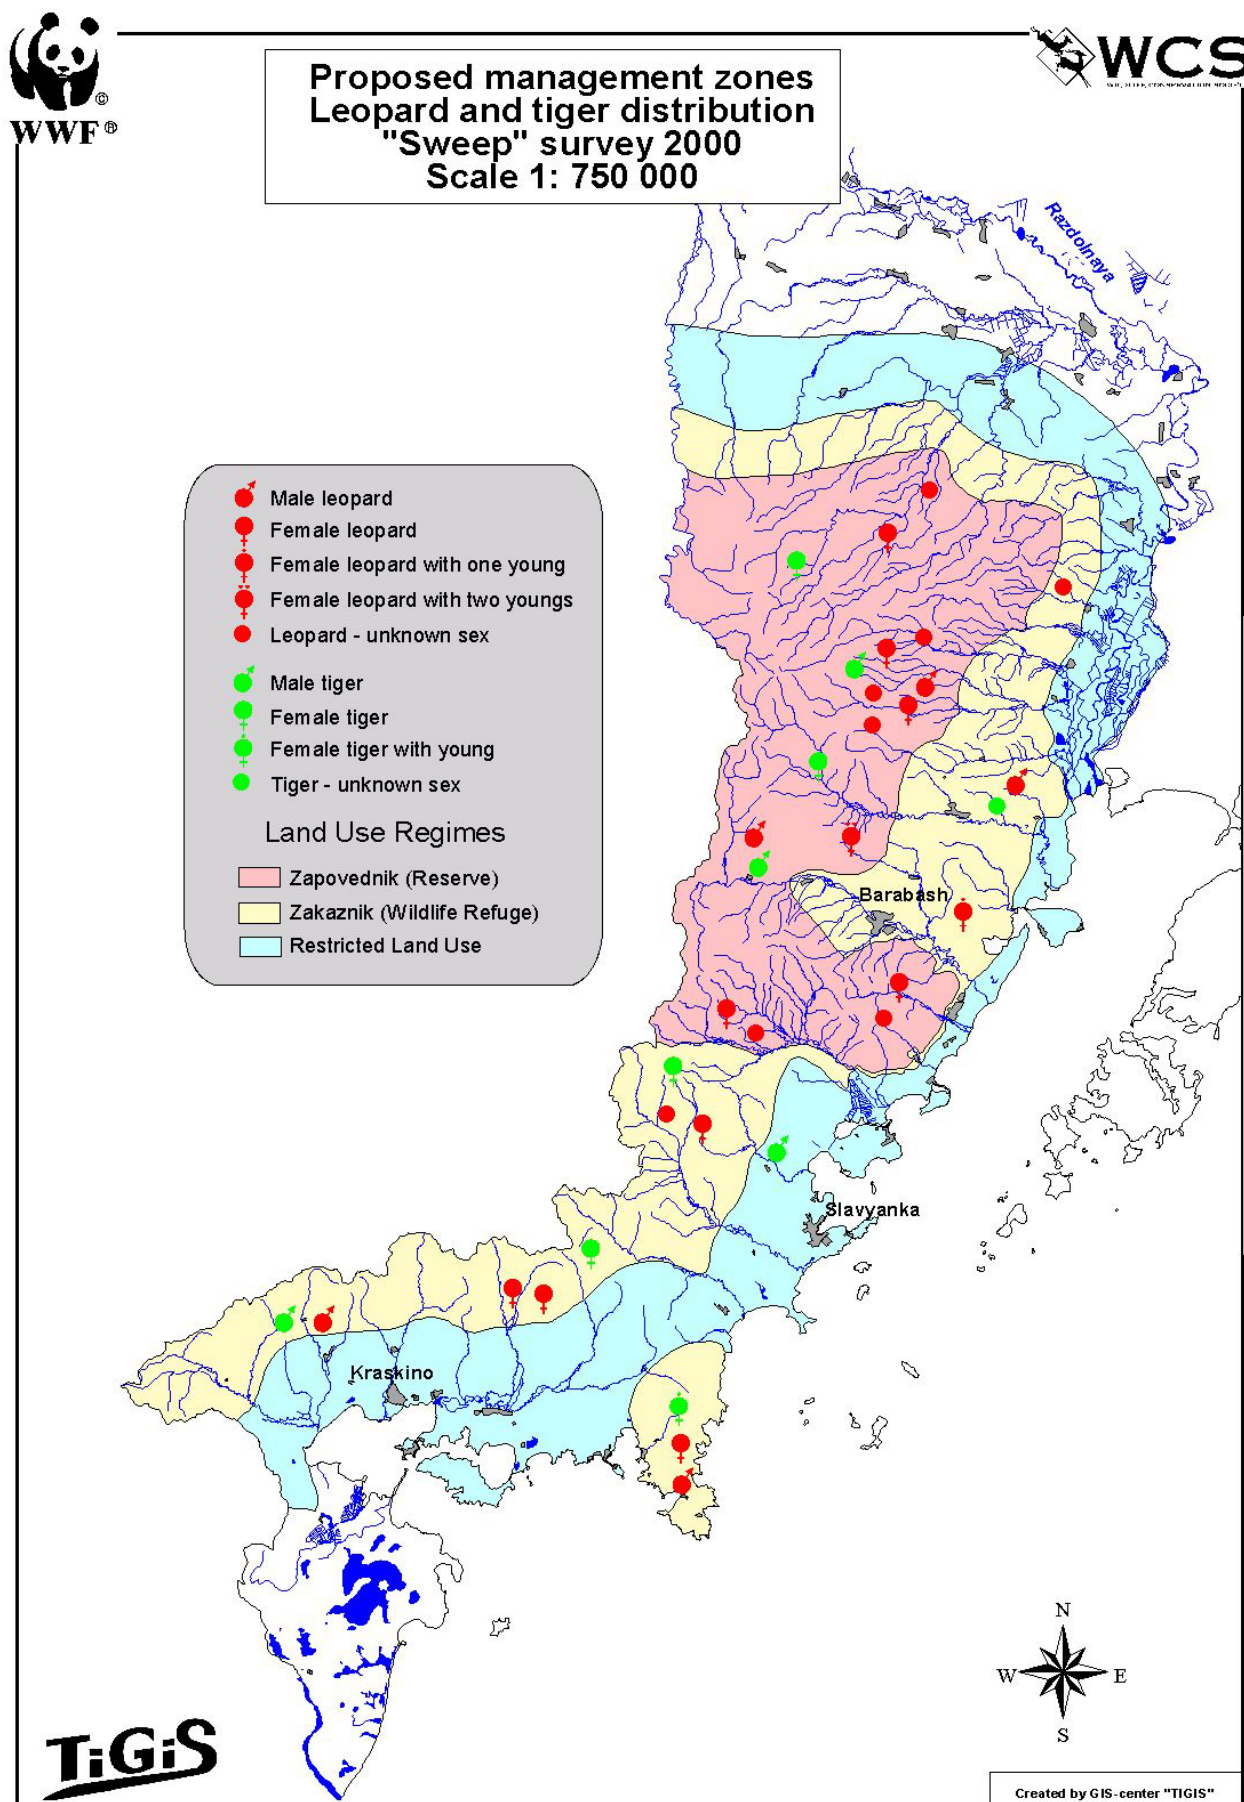 WWF®
©
WCS
WILDLIFE CONSERVATION SOCIETY
Proposed management zones
Leopard and tiger distribution
"Sweep" survey 2000
Scale 1: 750 000
Razdolnaya
Male leopard
Female leopard
Female leopard with one young
Female leopard with two youngs
Leopard - unknown sex
Male tiger
Female tiger
Female tiger with young
Tiger - unknown sex
Land Use Regimes
Zapovednik (Reserve)
Zakaznik (Wildlife Refuge)
Restricted Land Use
Barabash
Slavyanka
Kraskino
N
W
E
S
TiGiS
Created by GIS-center "TIGIS"